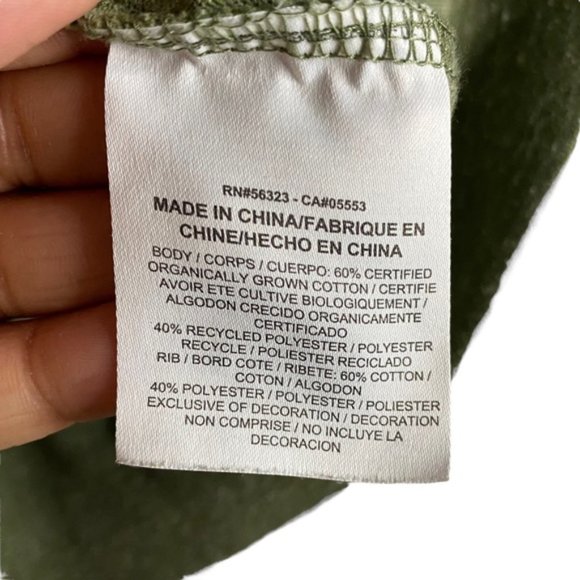 RN#56323 - CA#05553
MADE IN CHINA/FABRIQUE EN
CHINE/HECHO EN CHINA
BODY / CORPS / CUERPO: 60% CERTIFIED
ORGANICALLY GROWN COTTON / CERTIFIE
AVOIR ETE CULTIVE BIOLOGIQUEMENT /
ALGODON CRECIDO ORGANICAMENTE
CERTIFICADO
40% RECYCLED POLYESTER / POLYESTER
RECYCLE / POLIESTER RECICLADO
RIB / BORD COTE / RIBETE: 60% COTTON /
COTON / ALGODON
40% POLYESTER / POLYESTER / POLIESTER
EXCLUSIVE OF DECORATION / DECORATION
NON COMPRISE / NO INCLUYE LA
DECORACION